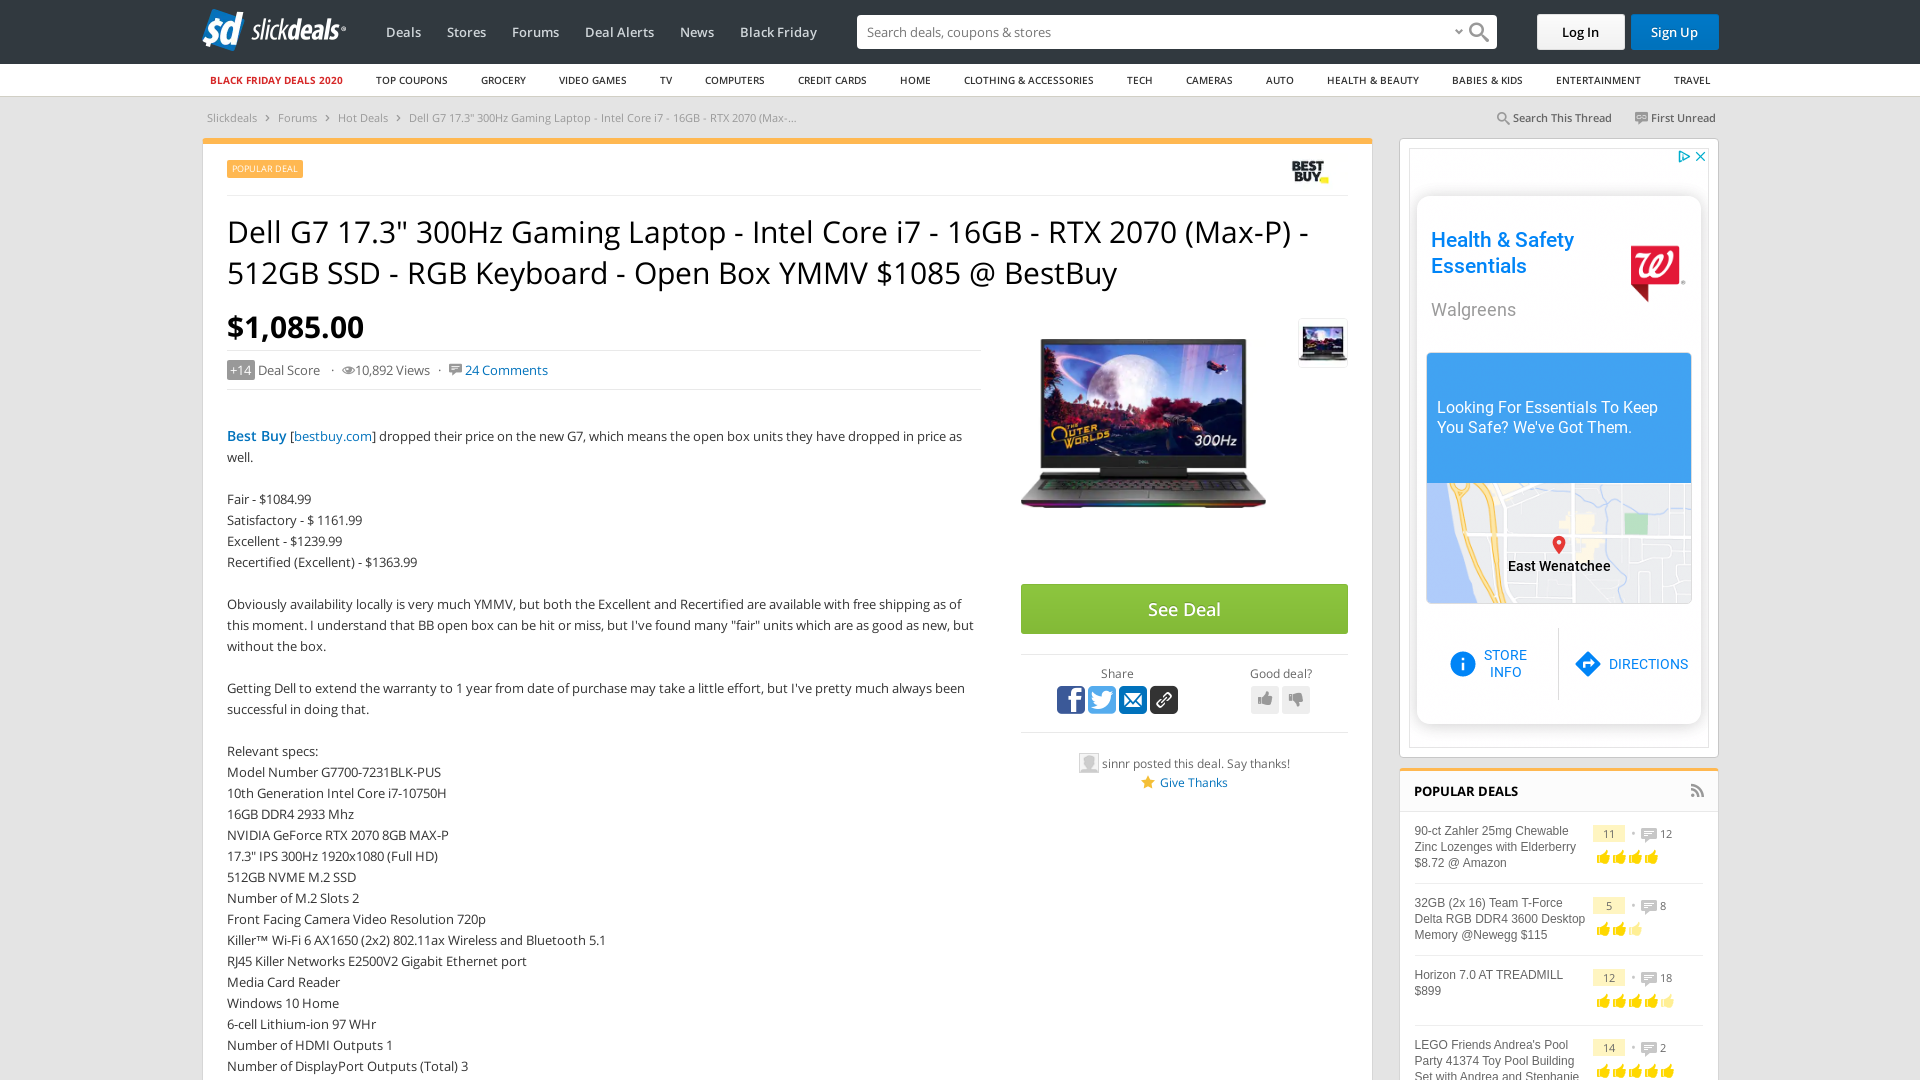 slickdeals
Deals
Stores
Forums
Deal Alerts
News
Black Friday
Search deals, coupons & stores
Log In
Sign Up
BLACK FRIDAY DEALS 2020
TOP COUPONS
GROCERY
VIDEO GAMES
TV
COMPUTERS
CREDIT CARDS
HOME
CLOTHING & ACCESSORIES
TECH
CAMERAS
AUTO
HEALTH & BEAUTY
BABIES & KIDS
ENTERTAINMENT
TRAVEL
Slickdeals › Forums › Hot Deals › Dell G7 17.3" 300Hz Gaming Laptop - Intel Core i7 - 16GB - RTX 2070 (Max-...
Search This Thread
First Unread
POPULAR DEAL
BEST
BUY
Dell G7 17.3" 300Hz Gaming Laptop - Intel Core i7 - 16GB - RTX 2070 (Max-P) -
512GB SSD - RGB Keyboard - Open Box YMMV $1085 @ BestBuy
$1,085.00
+14 Deal Score · 10,892 Views · 24 Comments
Best Buy [bestbuy.com] dropped their price on the new G7, which means the open box units they have dropped in price as
well.
Fair - $1084.99
Satisfactory - $ 1161.99
Excellent - $1239.99
Recertified (Excellent) - $1363.99
Obviously availability locally is very much YMMV, but both the Excellent and Recertified are available with free shipping as of
this moment. I understand that BB open box can be hit or miss, but I've found many "fair" units which are as good as new, but
without the box.
Getting Dell to extend the warranty to 1 year from date of purchase may take a little effort, but I've pretty much always been
successful in doing that.
Relevant specs:
Model Number G7700-7231BLK-PUS
10th Generation Intel Core i7-10750H
16GB DDR4 2933 Mhz
NVIDIA GeForce RTX 2070 8GB MAX-P
17.3" IPS 300Hz 1920x1080 (Full HD)
512GB NVME M.2 SSD
Number of M.2 Slots 2
Front Facing Camera Video Resolution 720p
Killer™ Wi-Fi 6 AX1650 (2x2) 802.11ax Wireless and Bluetooth 5.1
RJ45 Killer Networks E2500V2 Gigabit Ethernet port
Media Card Reader
Windows 10 Home
6-cell Lithium-ion 97 WHr
Number of HDMI Outputs 1
Number of DisplayPort Outputs (Total) 3
THE
OUTER
WORLDS
300Hz
See Deal
Share
Good deal?
sinnr posted this deal. Say thanks!
Give Thanks
Health & Safety
Essentials
Walgreens
Looking For Essentials To Keep
You Safe? We've Got Them.
East Wenatchee
STORE
INFO
DIRECTIONS
POPULAR DEALS
90-ct Zahler 25mg Chewable
Zinc Lozenges with Elderberry
$8.72 @ Amazon
11 • 12
32GB (2x 16) Team T-Force
Delta RGB DDR4 3600 Desktop
Memory @Newegg $115
5 • 8
Horizon 7.0 AT TREADMILL
$899
12 • 18
LEGO Friends Andrea's Pool
Party 41374 Toy Pool Building
Set with Andrea and Stephanie
14 • 2